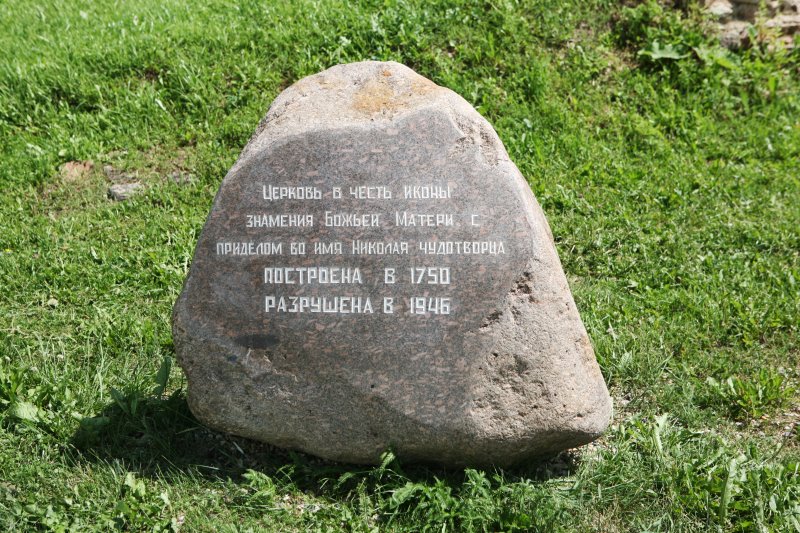 Церковь в честь иконы
знамения Божьей Матери с
приделом во имя Николая чудотворца
ПОСТРОЕНА В 1750
РАЗРУШЕНА В 1946